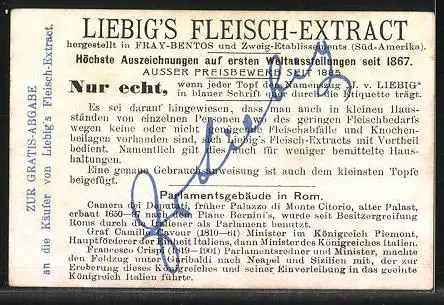 LIEBIG'S FLEISCH-EXTRACT
hergestellt in FRAY-BENTOS und Zweig-Etablissements (Süd-Amerika).
Höchste Auszeichnungen auf ersten Weltausstellungen seit 1867.
AUSSER PREISBEWERB SEIT 1885.
Nur echt, wenn jeder Topf den Namenszug „J. v. LIEBIG"
in blauer Schrift quer durch die Etiquette trägt.
Es sei darauf hingewiesen, dass man auch in kleinen Haus-
ständen von einzelnen Personen, in des geringen Fleischbedarfs
wegen keine oder nicht genug Fleischabfälle und Knochen-
beilagen vorhanden sind, sich Liebig's Fleisch-Extracts mit Vortheil
bedient. Namentlich gilt dies auch für weniger bemittelte Haus-
haltungen.
Eine genaue Gebrauchsanweisung ist auch dem kleinsten Topfe
beigefügt.
Parlamentsgebäude in Rom.
Camera dei Deputati, früher Palazzo di Monte Citorio, alter Palast,
erbaut 1650- nach dem Plane Bernini's, wurde seit Besitzergreifung
Roms durch die Italiener als Parlament benutzt.
Graf Camillo Cavour (1810–61) Minister im Königreich Piemont,
Hauptförderer der Einheit Italiens, dann Minister des Königreiches Italien.
Francesco Crispi (1819–1901) Parlamentsredner und Minister, machte
den Feldzug unter Garibaldi nach Neapel und Sizilien mit, der zur
Eroberung dieses Königreiches und seiner Einverleibung in das geeinte
Königreich Italien führte.
ZUR GRATIS-ABGABE
an die Käufer von Liebig's Fleisch-Extract.
J v Liebig